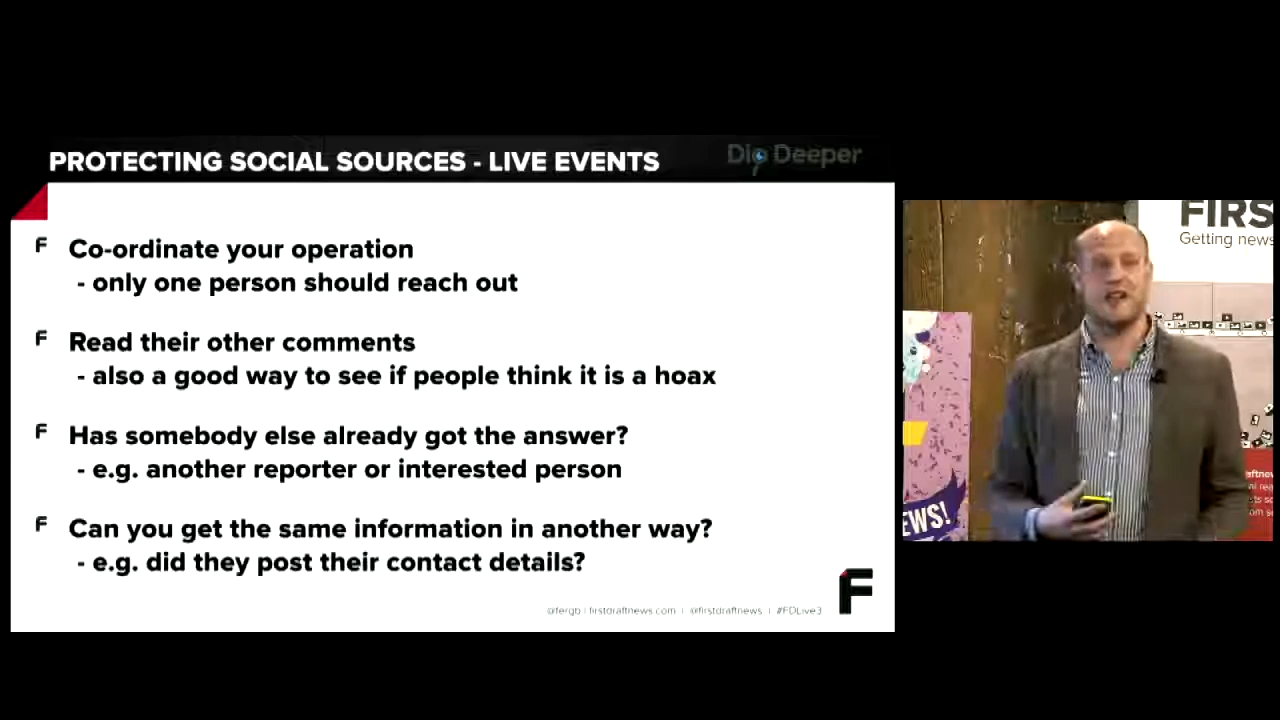 PROTECTING SOCIAL SOURCES - LIVE EVENTS
Dig Deeper
F Co-ordinate your operation
- only one person should reach out
F Read their other comments
- also a good way to see if people think it is a hoax
F Has somebody else already got the answer?
- e.g. another reporter or interested person
F Can you get the same information in another way?
- e.g. did they post their contact details?
@fergb | firstdraftnews.com | @firstdraftnews | #FDLive3
F
FIRS
Getting news
EWS!